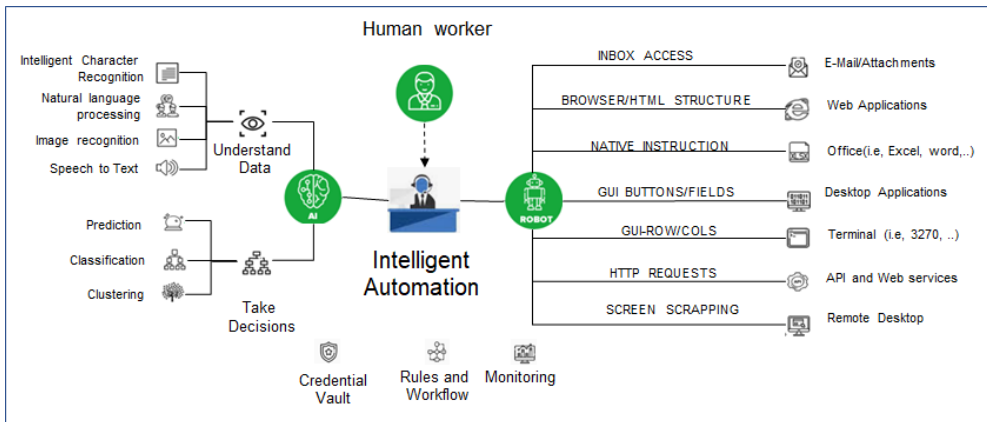 Human worker
Intelligent Character
Recognition
Natural language
processing
Image recognition
Speech to Text
Understand
Data
AI
Prediction
Classification
Clustering
Take
Decisions
Intelligent
Automation
ROBOT
INBOX ACCESS
E-Mail/Attachments
BROWSER/HTML STRUCTURE
Web Applications
NATIVE INSTRUCTION
XLSX
Office(i.e, Excel, word,..)
GUI BUTTONS/FIELDS
Desktop Applications
GUI-ROW/COLS
Terminal (i.e, 3270, ..)
HTTP REQUESTS
API
API and Web services
SCREEN SCRAPPING
Remote Desktop
Credential
Vault
Rules and
Workflow
Monitoring